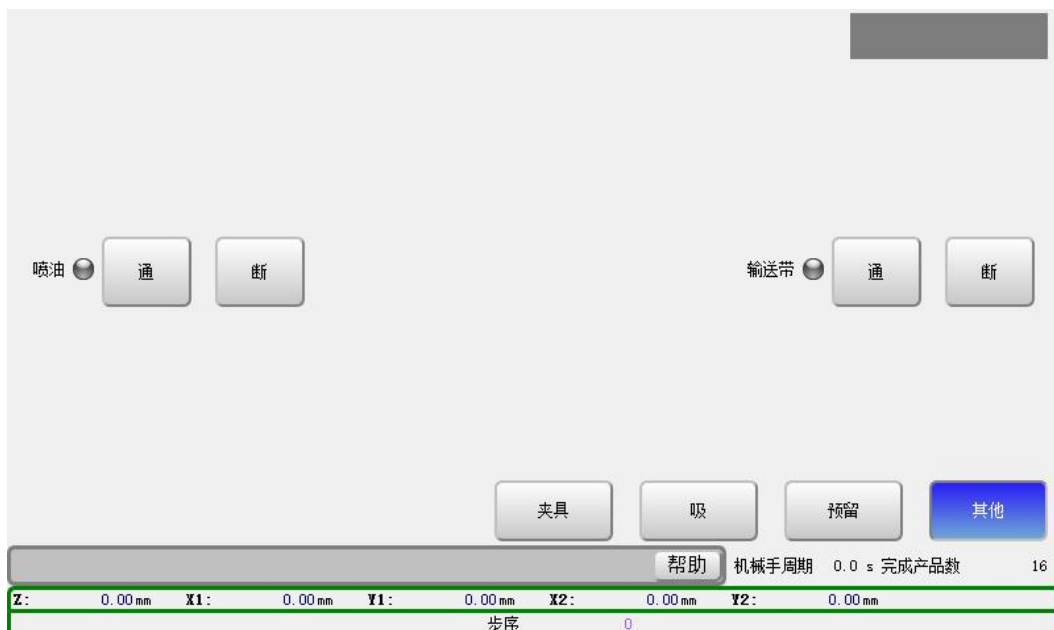 喷油 通 断 输送带 通 断
夹具 吸 预留 其他
帮助 机械手周期 0.0 s 完成产品数 16
Z: 0.00mm X1: 0.00mm Y1: 0.00mm X2: 0.00mm Y2: 0.00mm
步序 0